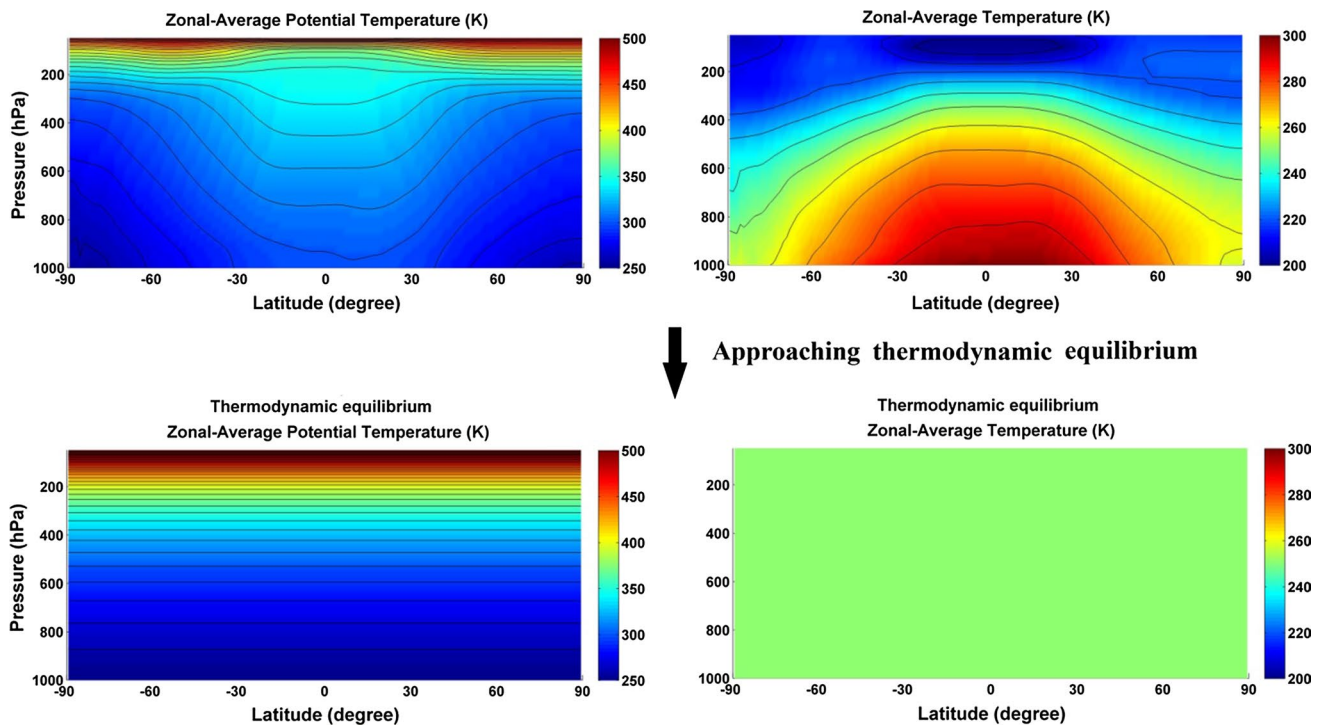 Zonal-Average Potential Temperature (K)
Pressure (hPa)
200
400
600
800
1000
-90 -60 -30 0 30 60 90
Latitude (degree)
500
450
400
350
300
250
Zonal-Average Temperature (K)
200
400
600
800
1000
-90 -60 -30 0 30 60 90
Latitude (degree)
300
280
260
240
220
200
Approaching thermodynamic equilibrium
Thermodynamic equilibrium
Zonal-Average Potential Temperature (K)
Pressure (hPa)
200
400
600
800
1000
-90 -60 -30 0 30 60 90
Latitude (degree)
500
450
400
350
300
250
Thermodynamic equilibrium
Zonal-Average Temperature (K)
200
400
600
800
1000
-90 -60 -30 0 30 60 90
Latitude (degree)
300
280
260
240
220
200